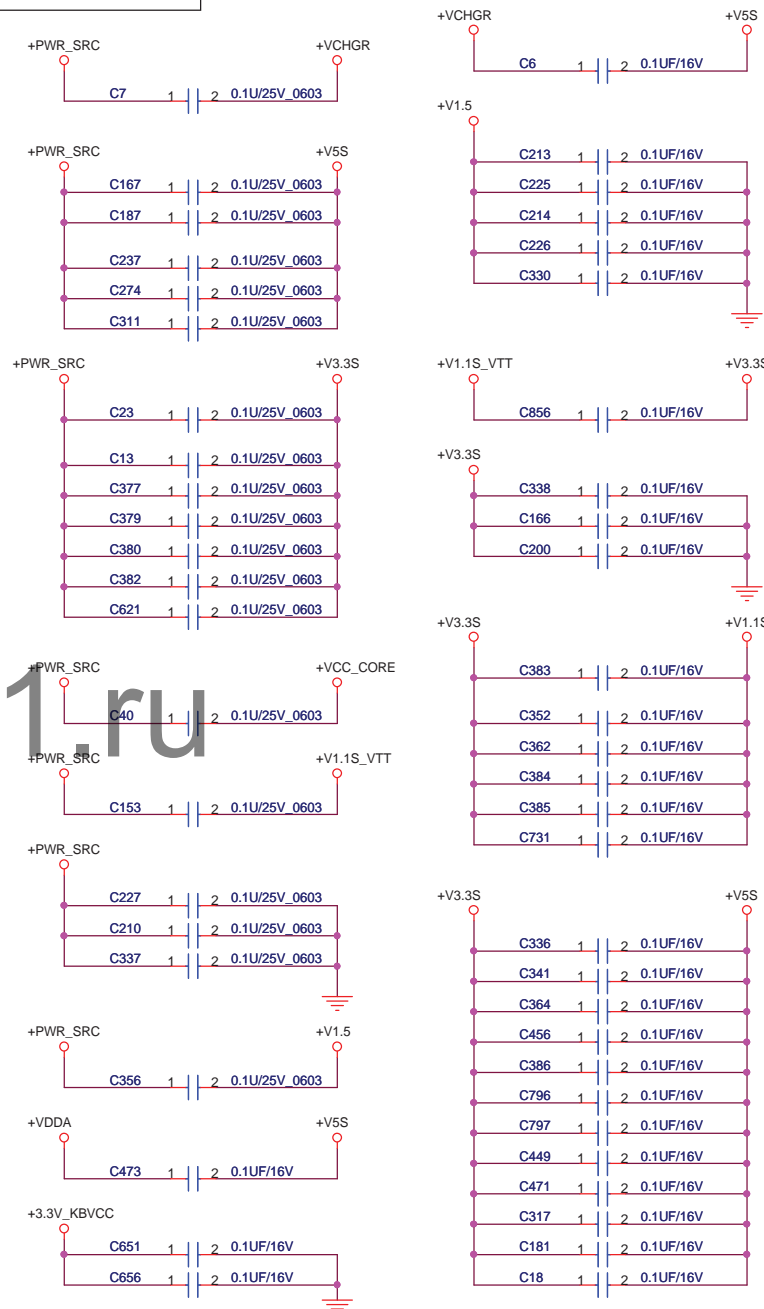 +PWR_SRC +VCHGR
C7 1 2 0.1U/25V_0603
+PWR_SRC +V5S
C167 1 2 0.1U/25V_0603
C187 1 2 0.1U/25V_0603
C237 1 2 0.1U/25V_0603
C274 1 2 0.1U/25V_0603
C311 1 2 0.1U/25V_0603
+PWR_SRC +V3.3S
C23 1 2 0.1U/25V_0603
C13 1 2 0.1U/25V_0603
C377 1 2 0.1U/25V_0603
C379 1 2 0.1U/25V_0603
C380 1 2 0.1U/25V_0603
C382 1 2 0.1U/25V_0603
C621 1 2 0.1U/25V_0603
+PWR_SRC +VCC_CORE
C40 1 2 0.1U/25V_0603
1.ru
+PWR_SRC +V1.1S_VTT
C153 1 2 0.1U/25V_0603
+PWR_SRC
C227 1 2 0.1U/25V_0603
C210 1 2 0.1U/25V_0603
C337 1 2 0.1U/25V_0603
+PWR_SRC +V1.5
C356 1 2 0.1U/25V_0603
+VDDA +V5S
C473 1 2 0.1UF/16V
+3.3V_KBVCC
C651 1 2 0.1UF/16V
C656 1 2 0.1UF/16V
+VCHGR +V5S
C6 1 2 0.1UF/16V
+V1.5
C213 1 2 0.1UF/16V
C225 1 2 0.1UF/16V
C214 1 2 0.1UF/16V
C226 1 2 0.1UF/16V
C330 1 2 0.1UF/16V
+V1.1S_VTT +V3.3S
C856 1 2 0.1UF/16V
+V3.3S
C338 1 2 0.1UF/16V
C166 1 2 0.1UF/16V
C200 1 2 0.1UF/16V
+V3.3S +V1.1S
C383 1 2 0.1UF/16V
C352 1 2 0.1UF/16V
C362 1 2 0.1UF/16V
C384 1 2 0.1UF/16V
C385 1 2 0.1UF/16V
C731 1 2 0.1UF/16V
+V3.3S +V5S
C336 1 2 0.1UF/16V
C341 1 2 0.1UF/16V
C364 1 2 0.1UF/16V
C456 1 2 0.1UF/16V
C386 1 2 0.1UF/16V
C796 1 2 0.1UF/16V
C797 1 2 0.1UF/16V
C449 1 2 0.1UF/16V
C471 1 2 0.1UF/16V
C317 1 2 0.1UF/16V
C181 1 2 0.1UF/16V
C18 1 2 0.1UF/16V